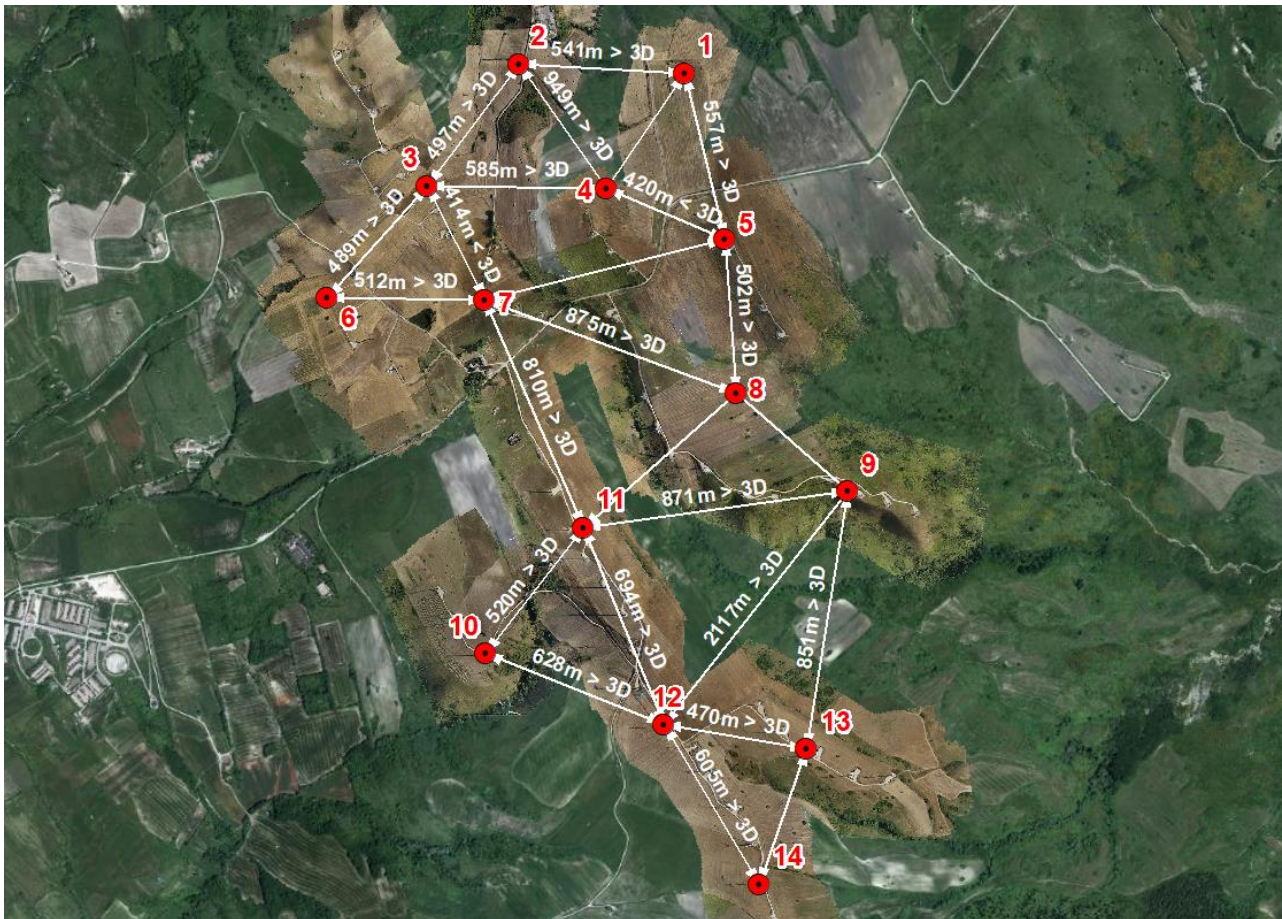 2
541m > 3D
1
497m > 3D
949m > 3D
557m > 3D
3
585m > 3D
4
420m < 3D
5
489m > 3D
414m < 3D
512m > 3D
6
7
502m > 3D
875m > 3D
810m > 3D
8
9
871m > 3D
11
520m > 3D
694m > 3D
2117m > 3D
851m > 3D
10
628m > 3D
12
470m > 3D
13
605m < 3D
14